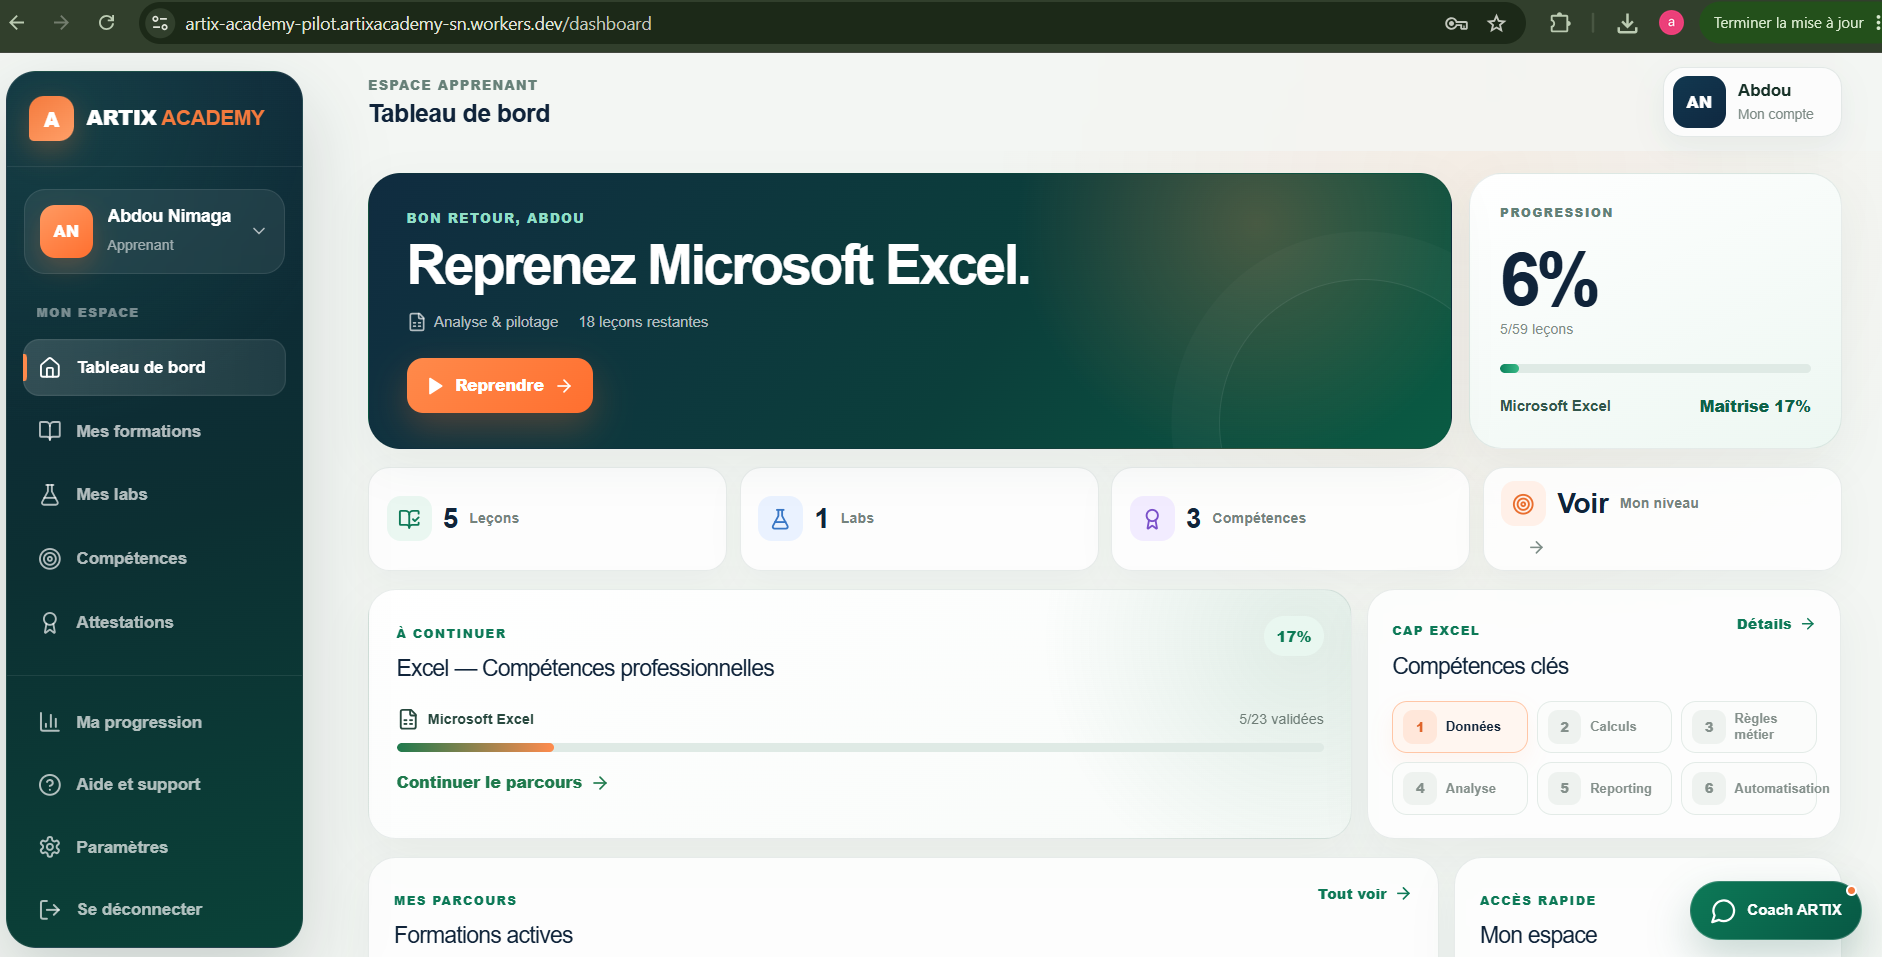 artix-academy-pilot.artixacademy-sn.workers.dev/dashboard
a
Terminer la mise à jour
A
ARTIX ACADEMY
AN
Abdou Nimaga
Apprenant
MON ESPACE
Tableau de bord
Mes formations
Mes labs
Compétences
Attestations
Ma progression
Aide et support
Paramètres
Se déconnecter
ESPACE APPRENANT
Tableau de bord
AN
Abdou
Mon compte
BON RETOUR, ABDOU
Reprenez Microsoft Excel.
Analyse & pilotage 18 leçons restantes
Reprendre
PROGRESSION
6%
5/59 leçons
Microsoft Excel Maîtrise 17%
5 Leçons
1 Labs
3 Compétences
Voir Mon niveau
À CONTINUER
17%
Excel — Compétences professionnelles
Microsoft Excel 5/23 validées
Continuer le parcours
CAP EXCEL
Détails
Compétences clés
1 Données
2 Calculs
3 Règles
métier
4 Analyse
5 Reporting
6 Automatisation
MES PARCOURS
Tout voir
Formations actives
ACCÈS RAPIDE
Mon espace
Coach ARTIX